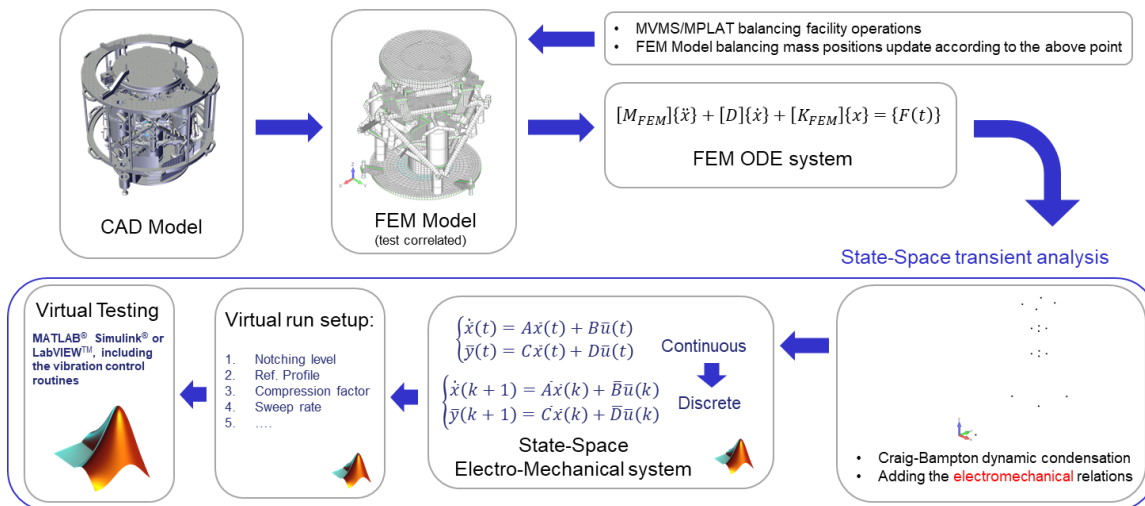 CAD Model
FEM Model
(test correlated)
• MVMS/MPLAT balancing facility operations
• FEM Model balancing mass positions update according to the above point
[M_FEM]{ẍ} + [D]{ẋ} + [K_FEM]{x} = {F(t)}
FEM ODE system
State-Space transient analysis
• Craig-Bampton dynamic condensation
• Adding the electromechanical relations
ẋ(t) = Aẋ(t) + Bū(t)
ȳ(t) = Cẋ(t) + Dū(t)
Continuous
Discrete
ẋ(k + 1) = A̅ẋ(k) + B̅ū(k)
ȳ(k + 1) = C̅ẋ(k) + D̅ū(k)
State-Space
Electro-Mechanical system
Virtual run setup:
1. Notching level
2. Ref. Profile
3. Compression factor
4. Sweep rate
5. ....
Virtual Testing
MATLAB® Simulink® or
LabVIEW™, including
the vibration control
routines